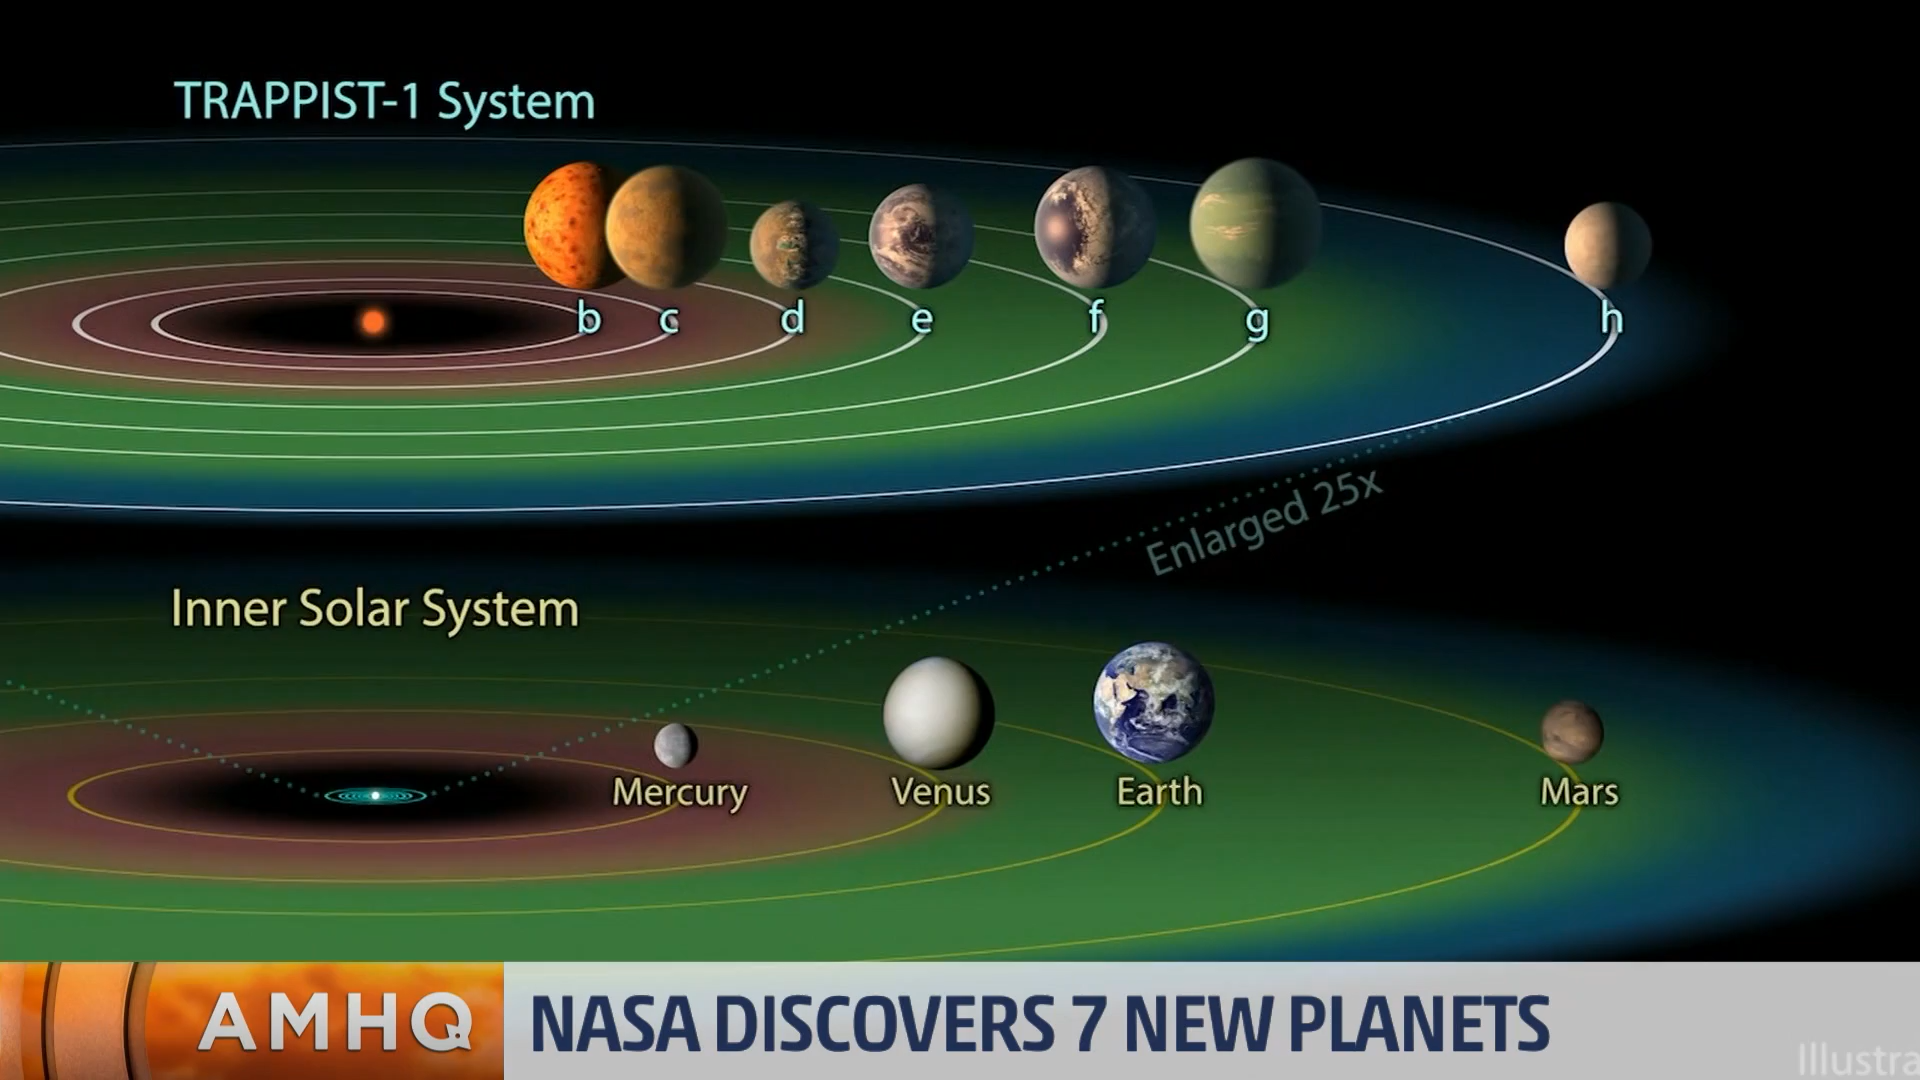 TRAPPIST-1 System
b c d e f g h
Enlarged 25x
Inner Solar System
Mercury Venus Earth Mars
AMHQ
NASA DISCOVERS 7 NEW PLANETS